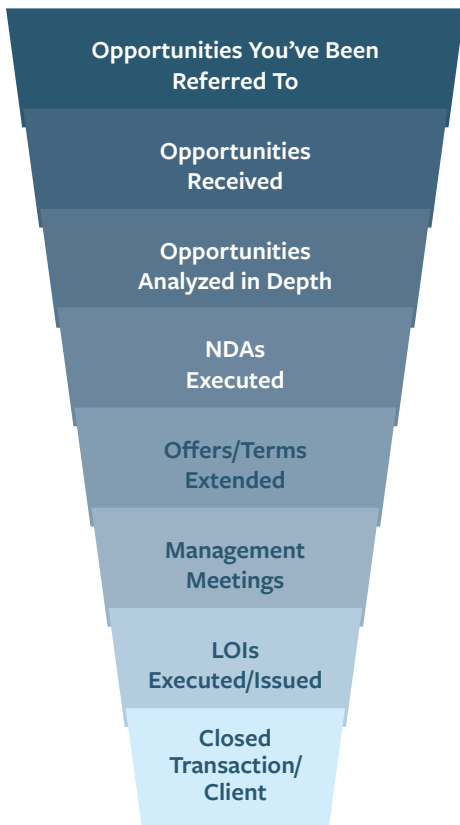 Opportunities You’ve Been
Referred To
Opportunities
Received
Opportunities
Analyzed in Depth
NDAs
Executed
Offers/Terms
Extended
Management
Meetings
LOIs
Executed/Issued
Closed
Transaction/
Client